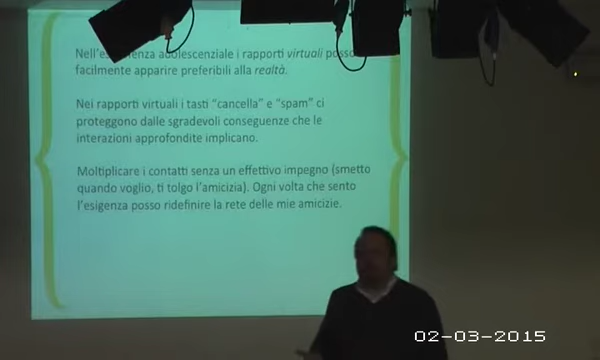 Nell'es enza adolescenziale i rapporti virtuali posso
facilmente apparire preferibili alla realtà.
Nei rapporti virtuali i tasti “cancella” e “spam” ci
proteggono dalle sgradevoli conseguenze che le
interazioni approfondite implicano.
Moltiplicare i contatti senza un effettivo impegno (smetto
quando voglio, ti tolgo l'amicizia). Ogni volta che sento
l'esigenza posso ridefinire la rete delle mie amicizie.
02-03-2015